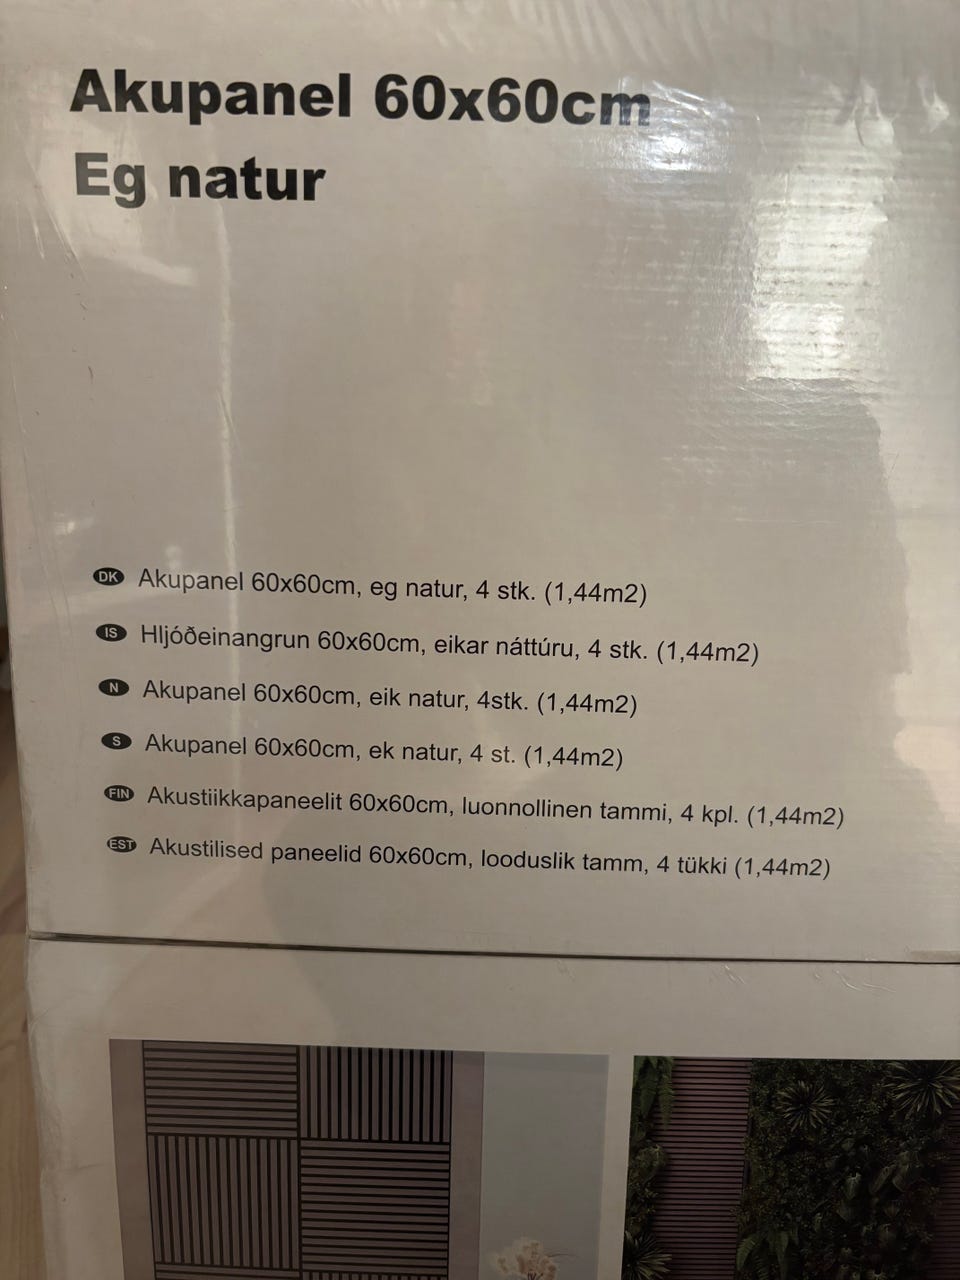 Akupanel 60x60cm
Eg natur
DK Akupanel 60x60cm, eg natur, 4 stk. (1,44m2)
IS Hljóðeinangrun 60x60cm, eikar náttúru, 4 stk. (1,44m2)
N Akupanel 60x60cm, eik natur, 4stk. (1,44m2)
S Akupanel 60x60cm, ek natur, 4 st. (1,44m2)
FIN Akustiikkapaneelit 60x60cm, luonnollinen tammi, 4 kpl. (1,44m2)
EST Akustilised paneelid 60x60cm, looduslik tamm, 4 tükki (1,44m2)